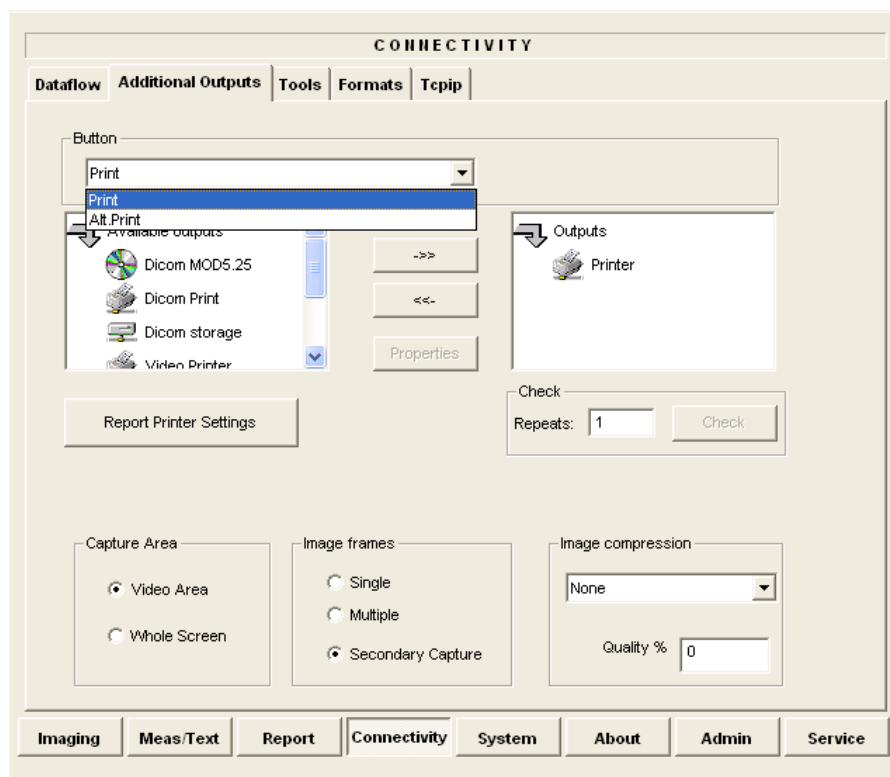 CONNECTIVITY
Dataflow Additional Outputs Tools Formats Tcpip
Button
Print
Print
Alt.Print
Available outputs
Dicom MOD5.25
Dicom Print
Dicom storage
Video Printer
->>
<<-
Properties
Outputs
Printer
Report Printer Settings
Check
Repeats: 1 Check
Capture Area
Video Area
Whole Screen
Image frames
Single
Multiple
Secondary Capture
Image compression
None
Quality % 0
Imaging Meas/Text Report Connectivity System About Admin Service